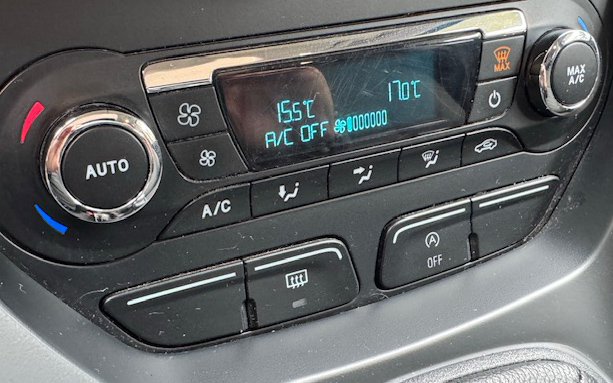 15.5°C 17.0°C
A/C OFF
MAX
AUTO
MAX
A/C
A/C
A
OFF